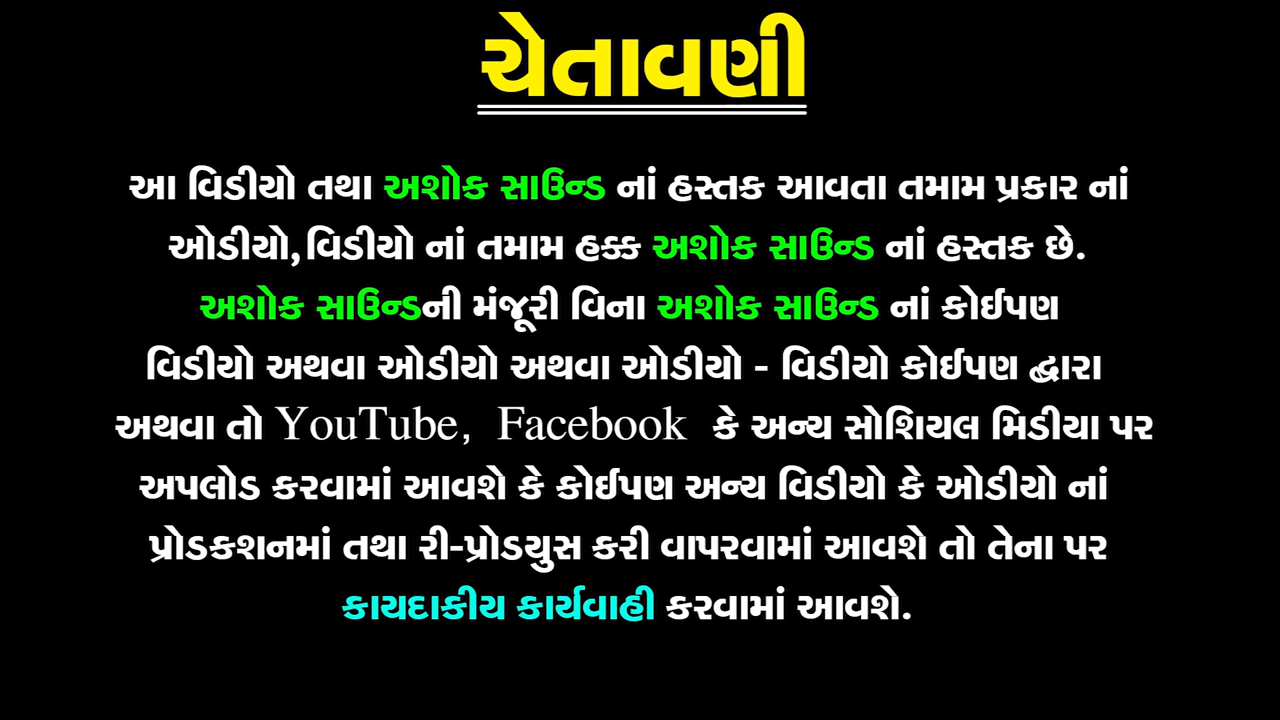 ચેતાવણી
આ વિડીયો તથા અશોક સાઉન્ડ નાં હસ્તક આવતા તમામ પ્રકાર નાં
ઓડીયો,વિડીયો નાં તમામ હક્ક અશોક સાઉન્ડ નાં હસ્તક છે.
અશોક સાઉન્ડની મંજૂરી વિના અશોક સાઉન્ડ નાં કોઈપણ
વિડીયો અથવા ઓડીયો અથવા ઓડીયો - વિડીયો કોઈપણ દ્વારા
અથવા તો YouTube, Facebook કે અન્ય સોશિયલ મિડીયા પર
અપલોડ કરવામાં આવશે કે કોઈપણ અન્ય વિડીયો કે ઓડીયો નાં
પ્રોડકશનમાં તથા રી-પ્રોડયુસ કરી વાપરવામાં આવશે તો તેના પર
કાયદાકીય કાર્યવાહી કરવામાં આવશે.